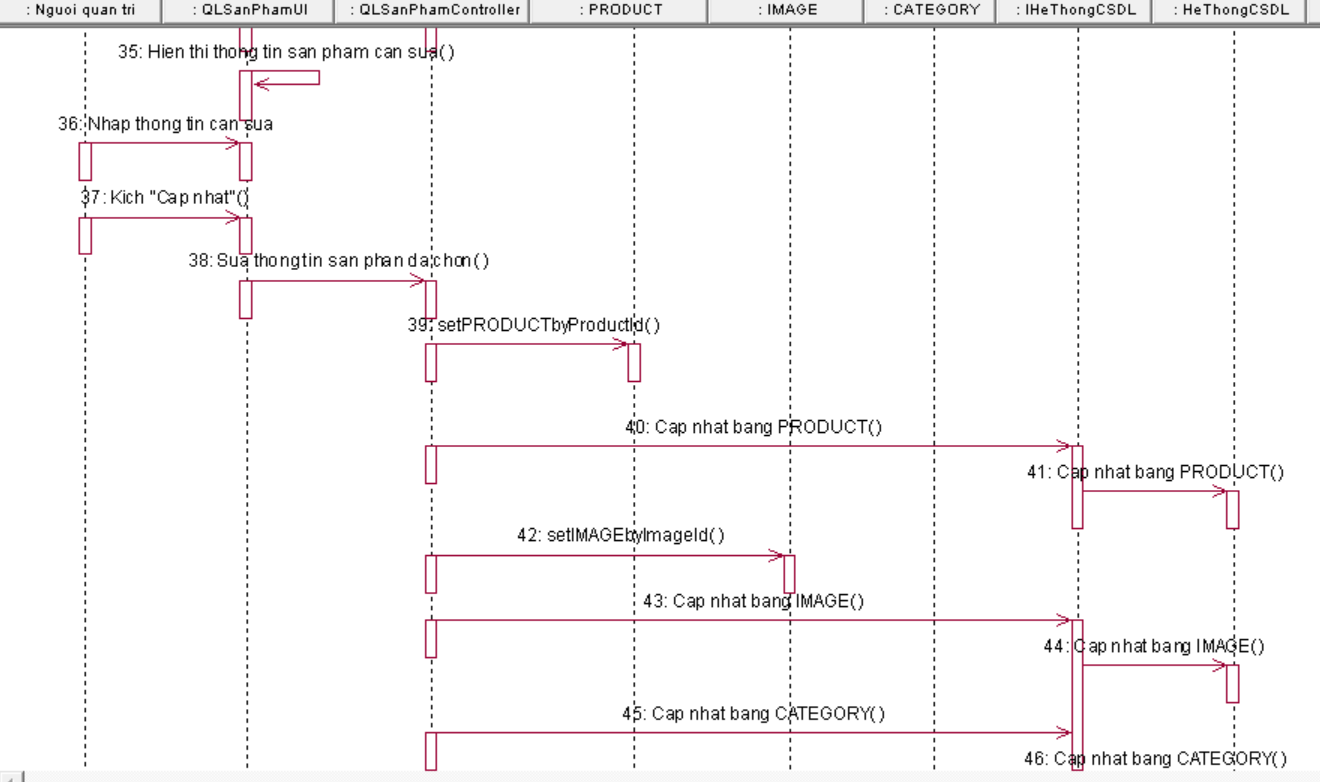 : Nguoi quan tri
: QLSanPhamUI
: QLSanPhamController
: PRODUCT
: IMAGE
: CATEGORY
: IHeThongCSDL
: HeThongCSDL
35: Hien thi thong tin san pham can sua()
36: Nhap thong tin can sua
37: Kich "Cap nhat"()
38: Sua thong tin san phan da chon()
39: setPRODUCTbyProductId()
40: Cap nhat bang PRODUCT()
41: Cap nhat bang PRODUCT()
42: setIMAGEbyImageId()
43: Cap nhat bang IMAGE()
44: Cap nhat bang IMAGE()
45: Cap nhat bang CATEGORY()
46: Cap nhat bang CATEGORY()